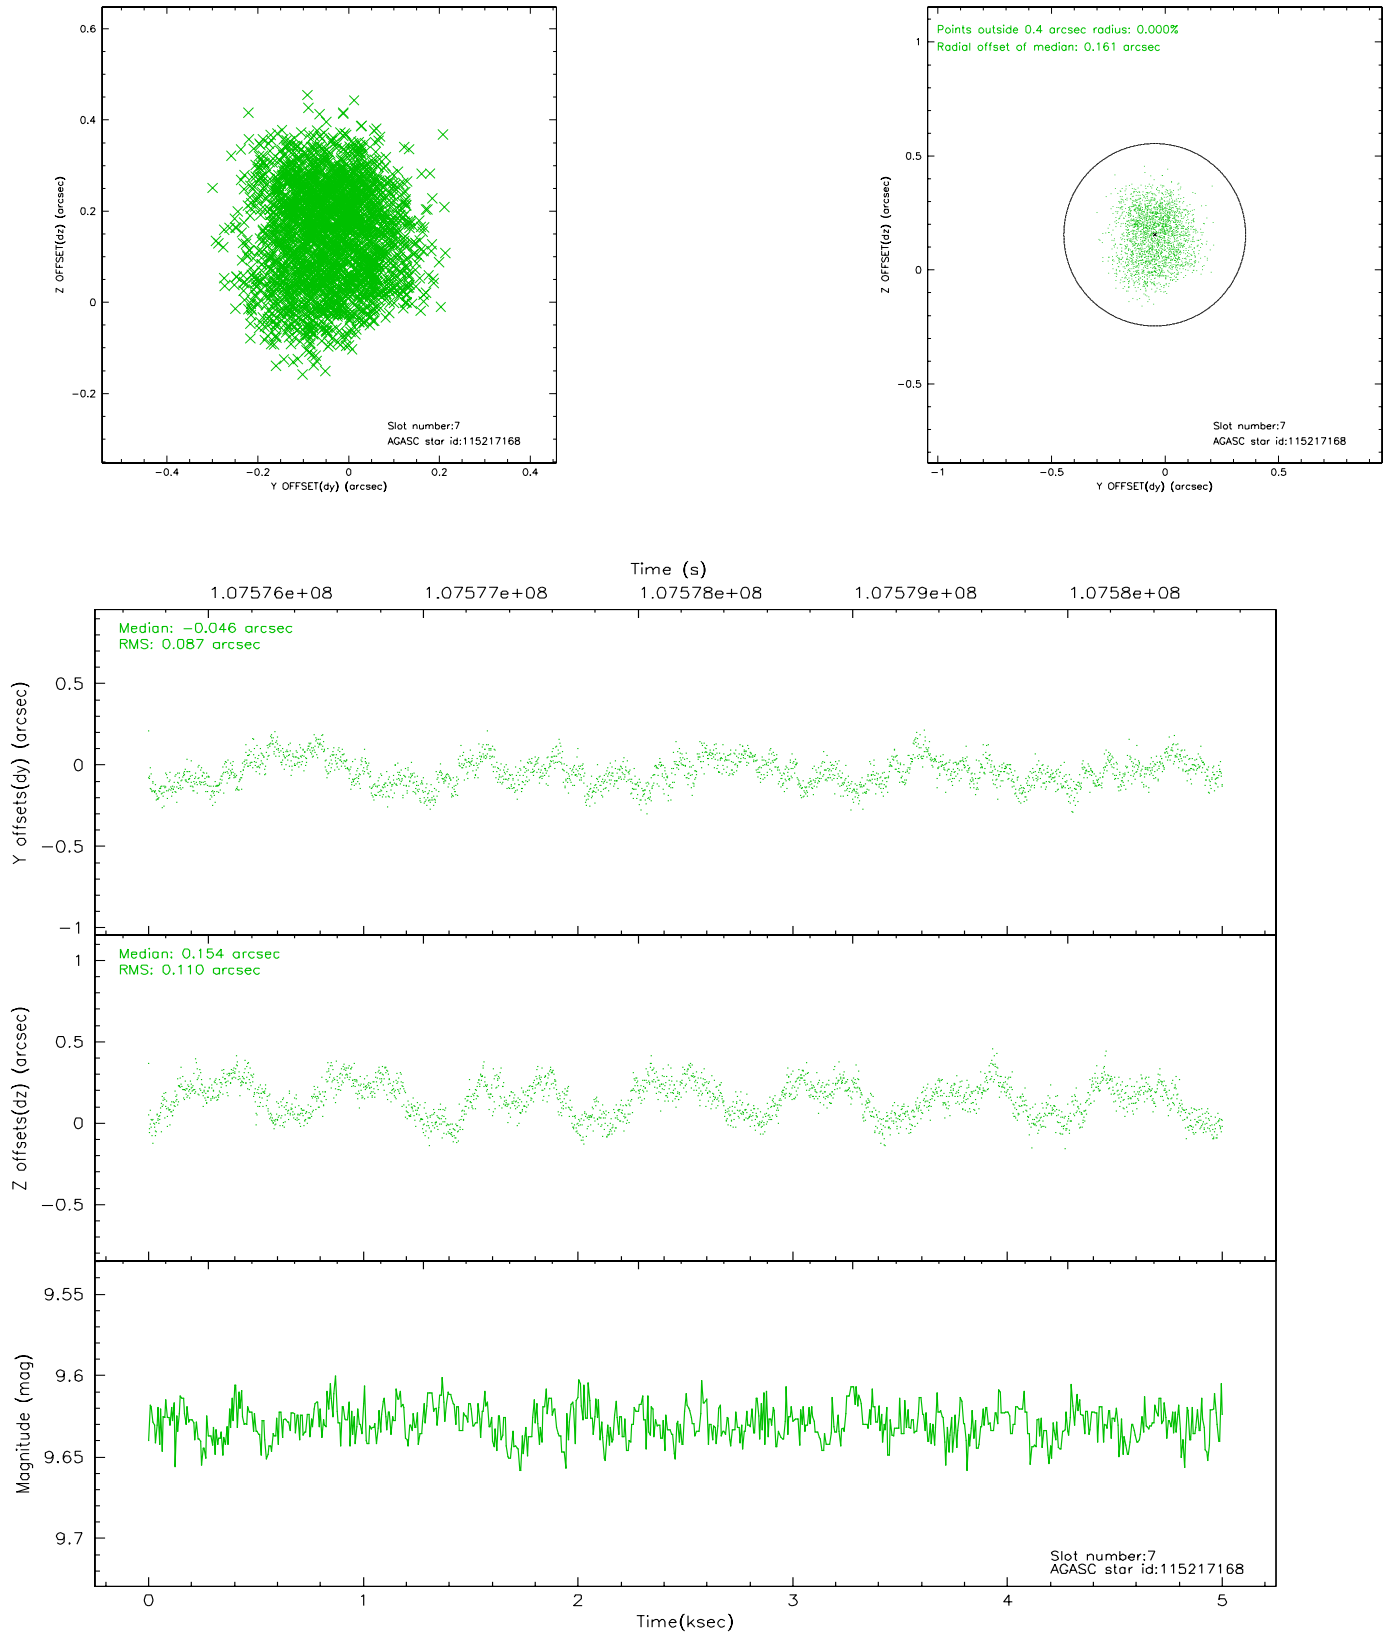 0.6
0.4
0.2
0
−0.2
Z OFFSET(dz) (arcsec)
Slot number:7
AGASC star id:115217168
−0.4 −0.2 0 0.2 0.4
Y OFFSET(dy) (arcsec)
Points outside 0.4 arcsec radius: 0.000%
Radial offset of median: 0.161 arcsec
1
0.5
0
−0.5
Z OFFSET(dz) (arcsec)
Slot number:7
AGASC star id:115217168
−1 −0.5 0 0.5
Y OFFSET(dy) (arcsec)
Time (s)
1.07576e+08 1.07577e+08 1.07578e+08 1.07579e+08 1.0758e+08
Median: −0.046 arcsec
RMS: 0.087 arcsec
0.5
0
−0.5
−1
Y offsets(dy) (arcsec)
Median: 0.154 arcsec
RMS: 0.110 arcsec
1
0.5
0
−0.5
Z offsets(dz) (arcsec)
9.55
9.6
9.65
9.7
Magnitude (mag)
Slot number:7
AGASC star id:115217168
0 1 2 3 4 5
Time(ksec)